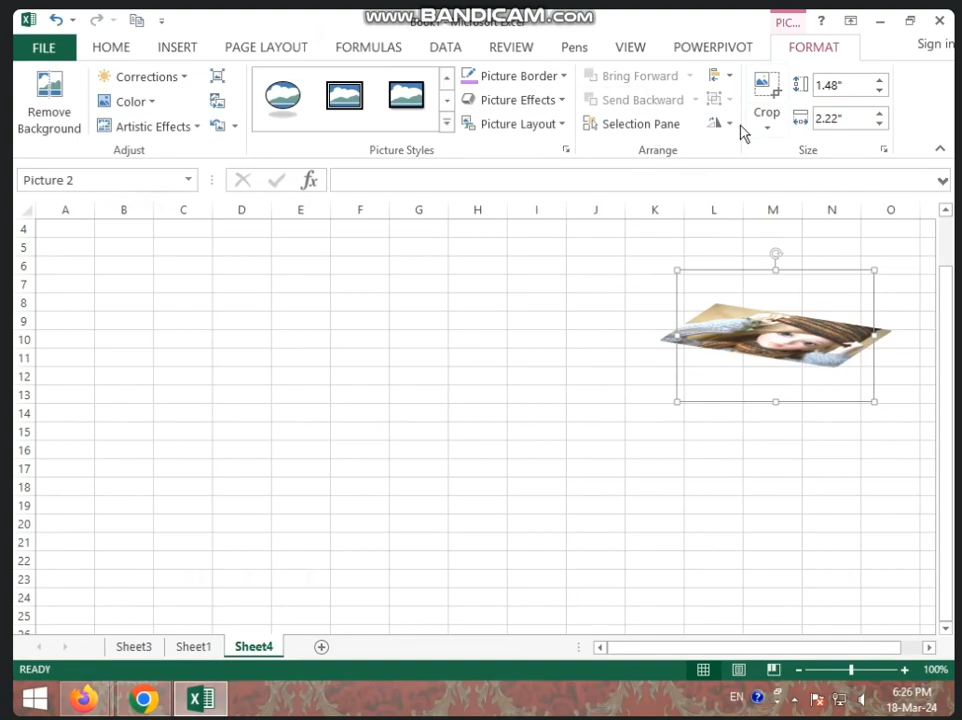 www.BANDICAM.com
PIC...
FILE
HOME
INSERT
PAGE LAYOUT
FORMULAS
DATA
REVIEW
Pens
VIEW
POWERPIVOT
FORMAT
Sign in
Remove
Background
Corrections
Color
Artistic Effects
Adjust
Picture Styles
Picture Border
Picture Effects
Picture Layout
Bring Forward
Send Backward
Selection Pane
Arrange
Crop
1.48"
2.22"
Size
Picture 2
fx
A B C D E F G H I J K L M N O
4
5
6
7
8
9
10
11
12
13
14
15
16
17
18
19
20
21
22
23
24
25
26
Sheet3
Sheet1
Sheet4
READY
100%
EN
6:26 PM
18-Mar-24